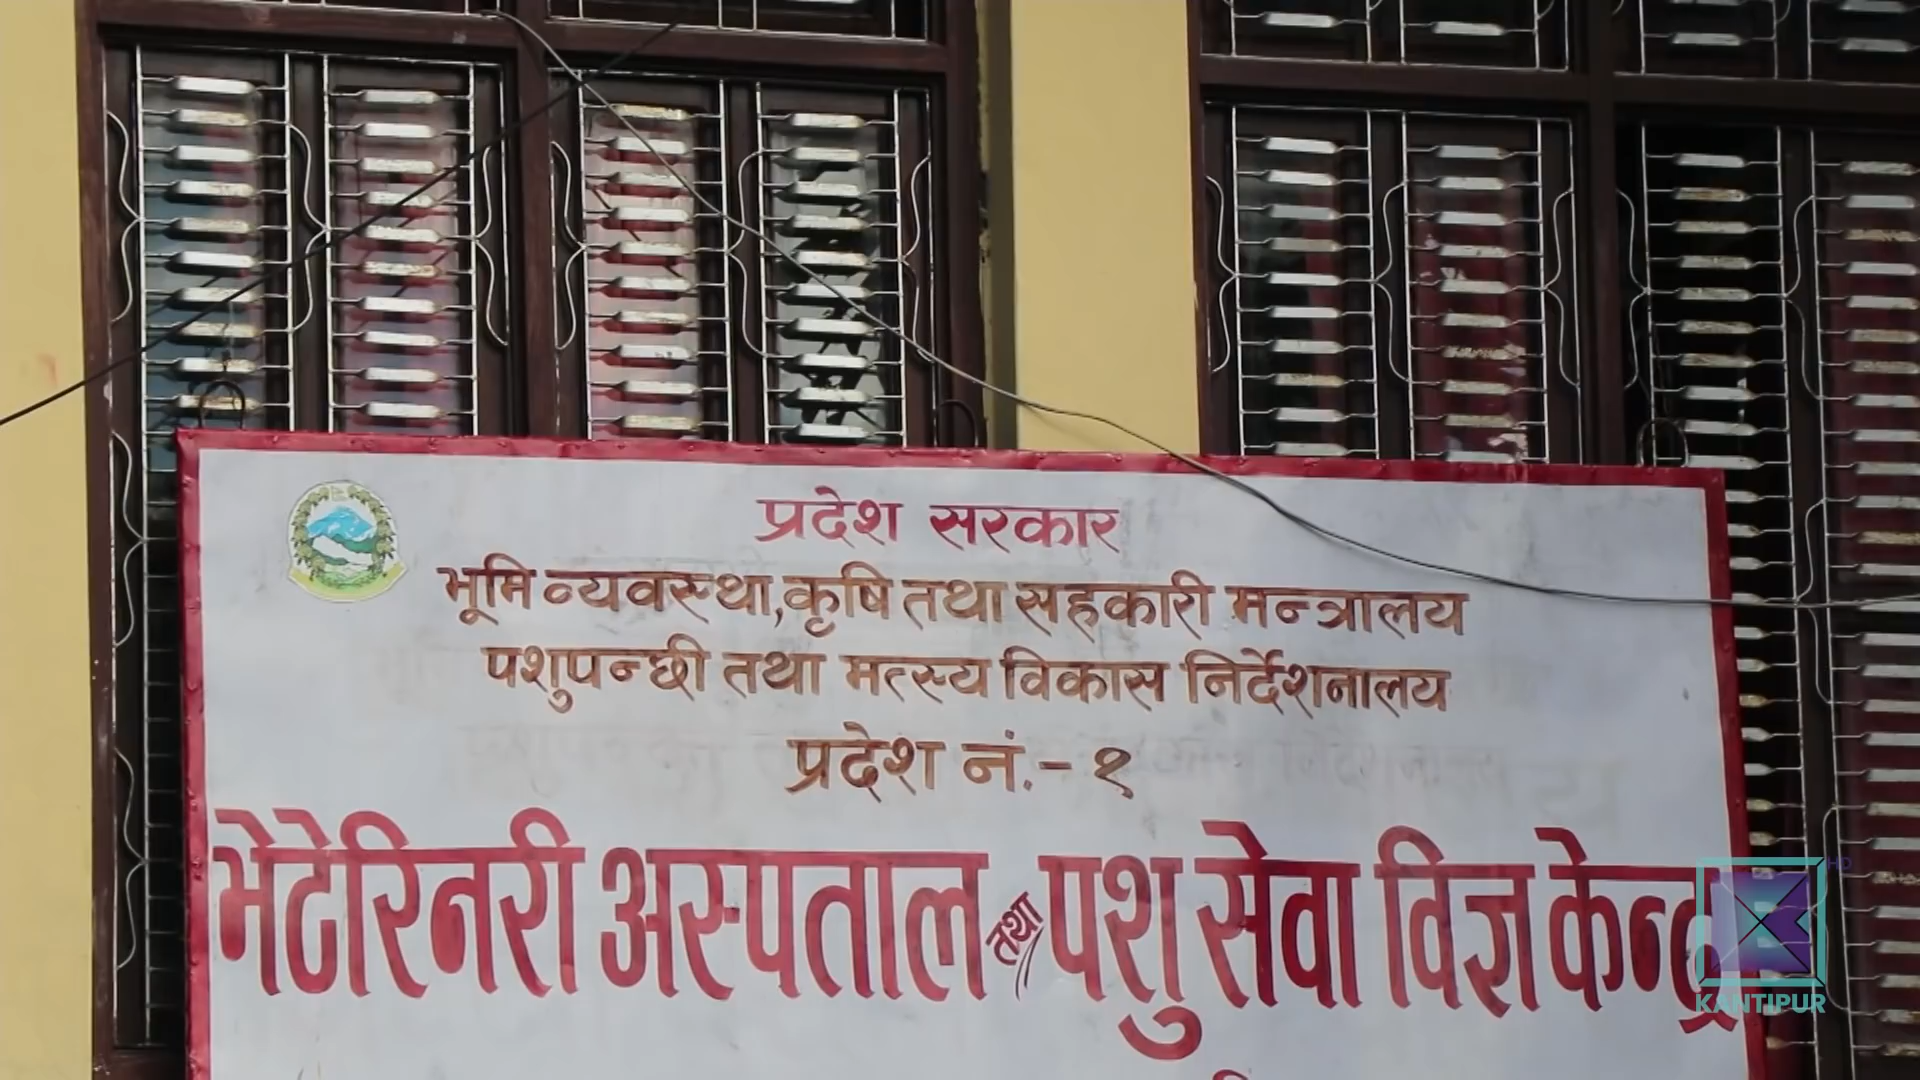 प्रदेश सरकार
भूमि व्यवस्था, कृषि तथा सहकारी मन्त्रालय
पशुपन्छी तथा मत्स्य विकास निर्देशनालय
प्रदेश नं.- १
भेटेरिनरी अस्पताल तथा पशु सेवा विज्ञ केन्द्र
HD
KANTIPUR